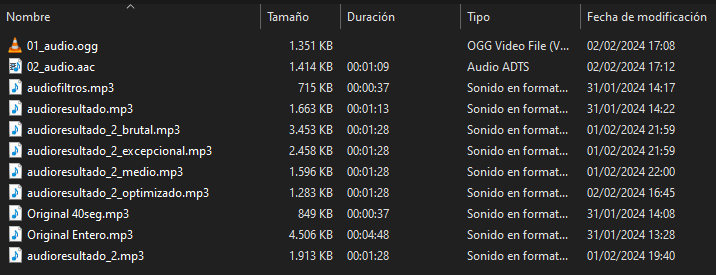 Nombre Tamaño Duración Tipo Fecha de modificación
01_audio.ogg 1.351 KB OGG Video File (V... 02/02/2024 17:08
02_audio.aac 1.414 KB 00:01:09 Audio ADTS 02/02/2024 17:12
audiofiltros.mp3 715 KB 00:00:37 Sonido en format... 31/01/2024 14:17
audioresultado.mp3 1.663 KB 00:01:13 Sonido en format... 31/01/2024 14:22
audioresultado_2_brutal.mp3 3.453 KB 00:01:28 Sonido en format... 01/02/2024 21:59
audioresultado_2_excepcional.mp3 2.458 KB 00:01:28 Sonido en format... 01/02/2024 21:59
audioresultado_2_medio.mp3 1.596 KB 00:01:28 Sonido en format... 01/02/2024 22:00
audioresultado_2_optimizado.mp3 1.283 KB 00:01:28 Sonido en format... 02/02/2024 16:45
Original 40seg.mp3 849 KB 00:00:37 Sonido en format... 31/01/2024 14:08
Original Entero.mp3 4.506 KB 00:04:48 Sonido en format... 31/01/2024 13:28
audioresultado_2.mp3 1.913 KB 00:01:28 Sonido en format... 01/02/2024 19:40